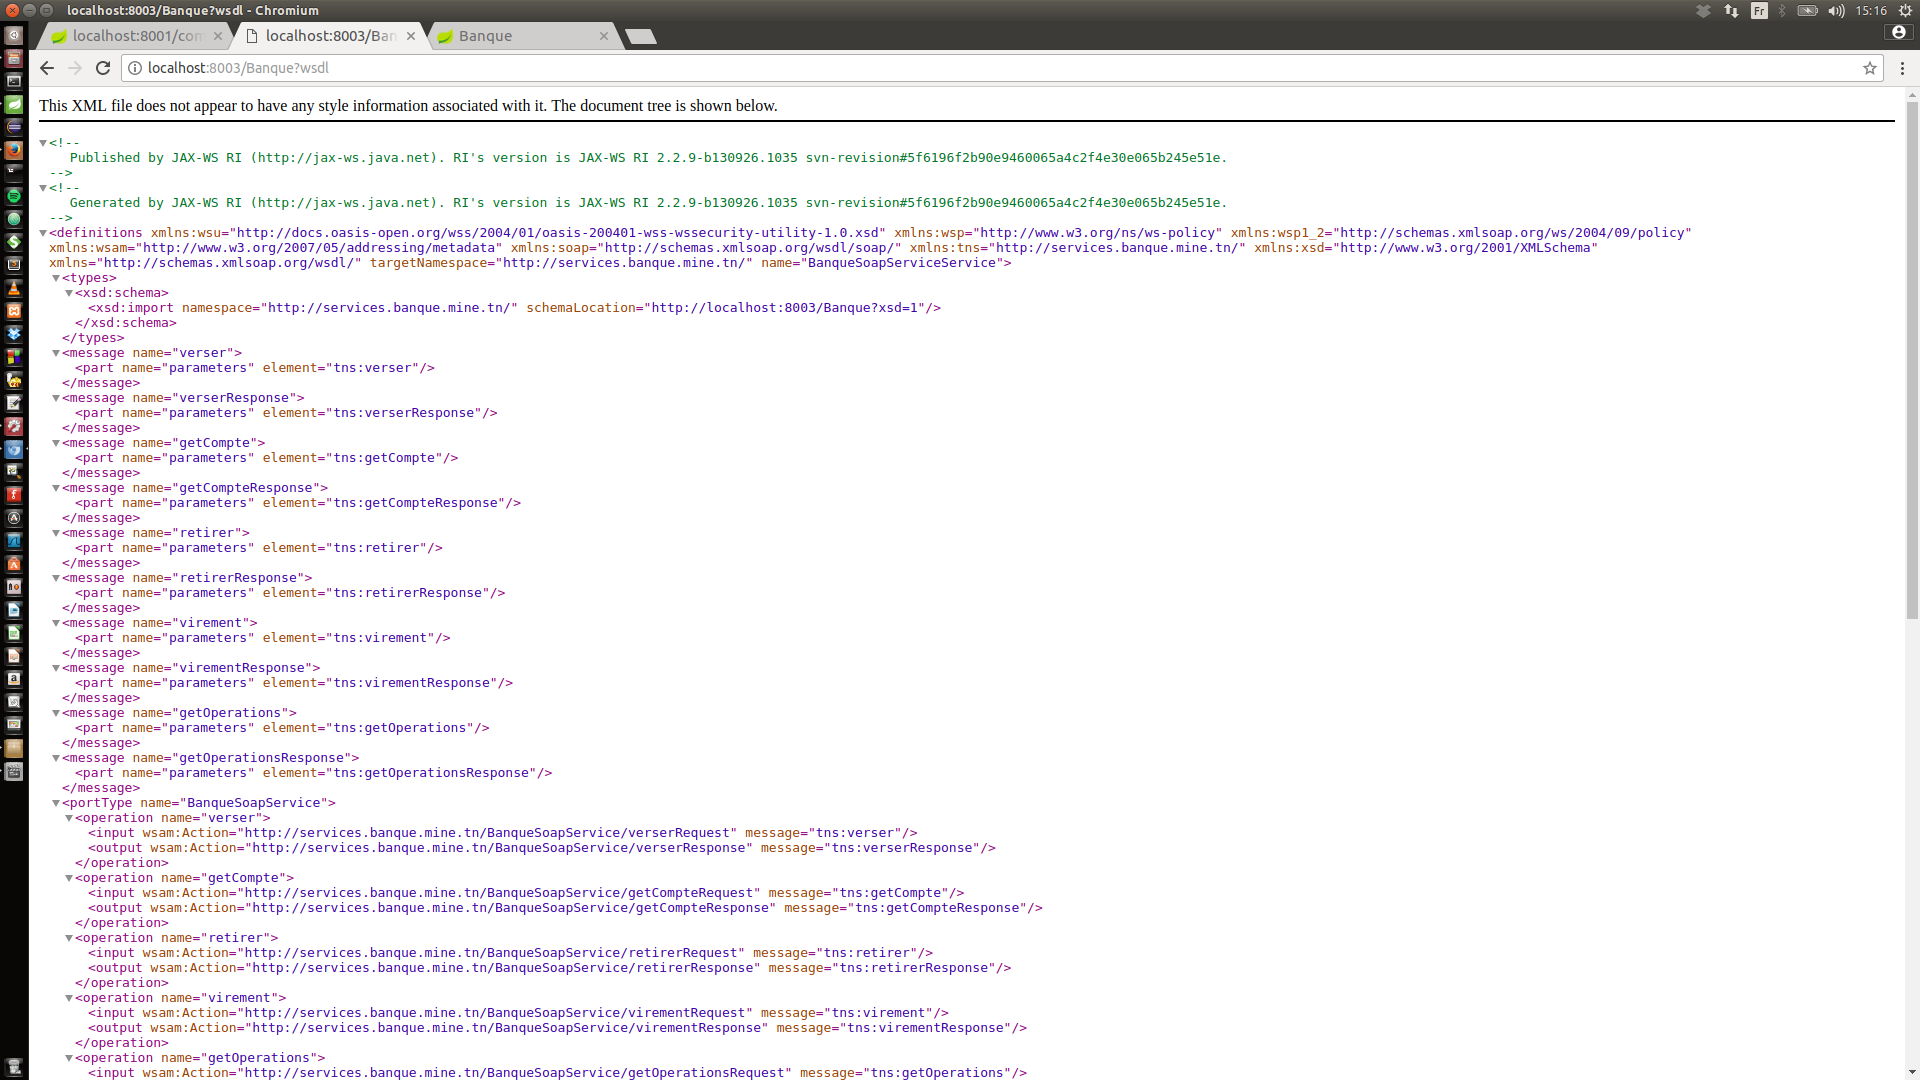 localhost:8003/Banque?wsdl - Chromium
Fr
15:16
localhost:8001/com
localhost:8003/Ban
Banque
localhost:8003/Banque?wsdl
This XML file does not appear to have any style information associated with it. The document tree is shown below.
<!--
Published by JAX-WS RI (http://jax-ws.java.net). RI's version is JAX-WS RI 2.2.9-b130926.1035 svn-revision#5f6196f2b90e9460065a4c2f4e30e065b245e51e.
-->
<!--
Generated by JAX-WS RI (http://jax-ws.java.net). RI's version is JAX-WS RI 2.2.9-b130926.1035 svn-revision#5f6196f2b90e9460065a4c2f4e30e065b245e51e.
-->
<definitions xmlns:wsu="http://docs.oasis-open.org/wss/2004/01/oasis-200401-wss-wssecurity-utility-1.0.xsd" xmlns:wsp="http://www.w3.org/ns/ws-policy" xmlns:wsp1_2="http://schemas.xmlsoap.org/ws/2004/09/policy"
xmlns:wsam="http://www.w3.org/2007/05/addressing/metadata" xmlns:soap="http://schemas.xmlsoap.org/wsdl/soap/" xmlns:tns="http://services.banque.mine.tn/" xmlns:xsd="http://www.w3.org/2001/XMLSchema"
xmlns="http://schemas.xmlsoap.org/wsdl/" targetNamespace="http://services.banque.mine.tn/" name="BanqueSoapServiceService">
<types>
<xsd:schema>
<xsd:import namespace="http://services.banque.mine.tn/" schemaLocation="http://localhost:8003/Banque?xsd=1"/>
</xsd:schema>
</types>
<message name="verser">
<part name="parameters" element="tns:verser"/>
</message>
<message name="verserResponse">
<part name="parameters" element="tns:verserResponse"/>
</message>
<message name="getCompte">
<part name="parameters" element="tns:getCompte"/>
</message>
<message name="getCompteResponse">
<part name="parameters" element="tns:getCompteResponse"/>
</message>
<message name="retirer">
<part name="parameters" element="tns:retirer"/>
</message>
<message name="retirerResponse">
<part name="parameters" element="tns:retirerResponse"/>
</message>
<message name="virement">
<part name="parameters" element="tns:virement"/>
</message>
<message name="virementResponse">
<part name="parameters" element="tns:virementResponse"/>
</message>
<message name="getOperations">
<part name="parameters" element="tns:getOperations"/>
</message>
<message name="getOperationsResponse">
<part name="parameters" element="tns:getOperationsResponse"/>
</message>
<portType name="BanqueSoapService">
<operation name="verser">
<input wsam:Action="http://services.banque.mine.tn/BanqueSoapService/verserRequest" message="tns:verser"/>
<output wsam:Action="http://services.banque.mine.tn/BanqueSoapService/verserResponse" message="tns:verserResponse"/>
</operation>
<operation name="getCompte">
<input wsam:Action="http://services.banque.mine.tn/BanqueSoapService/getCompteRequest" message="tns:getCompte"/>
<output wsam:Action="http://services.banque.mine.tn/BanqueSoapService/getCompteResponse" message="tns:getCompteResponse"/>
</operation>
<operation name="retirer">
<input wsam:Action="http://services.banque.mine.tn/BanqueSoapService/retirerRequest" message="tns:retirer"/>
<output wsam:Action="http://services.banque.mine.tn/BanqueSoapService/retirerResponse" message="tns:retirerResponse"/>
</operation>
<operation name="virement">
<input wsam:Action="http://services.banque.mine.tn/BanqueSoapService/virementRequest" message="tns:virement"/>
<output wsam:Action="http://services.banque.mine.tn/BanqueSoapService/virementResponse" message="tns:virementResponse"/>
</operation>
<operation name="getOperations">
<input wsam:Action="http://services.banque.mine.tn/BanqueSoapService/getOperationsRequest" message="tns:getOperations"/>